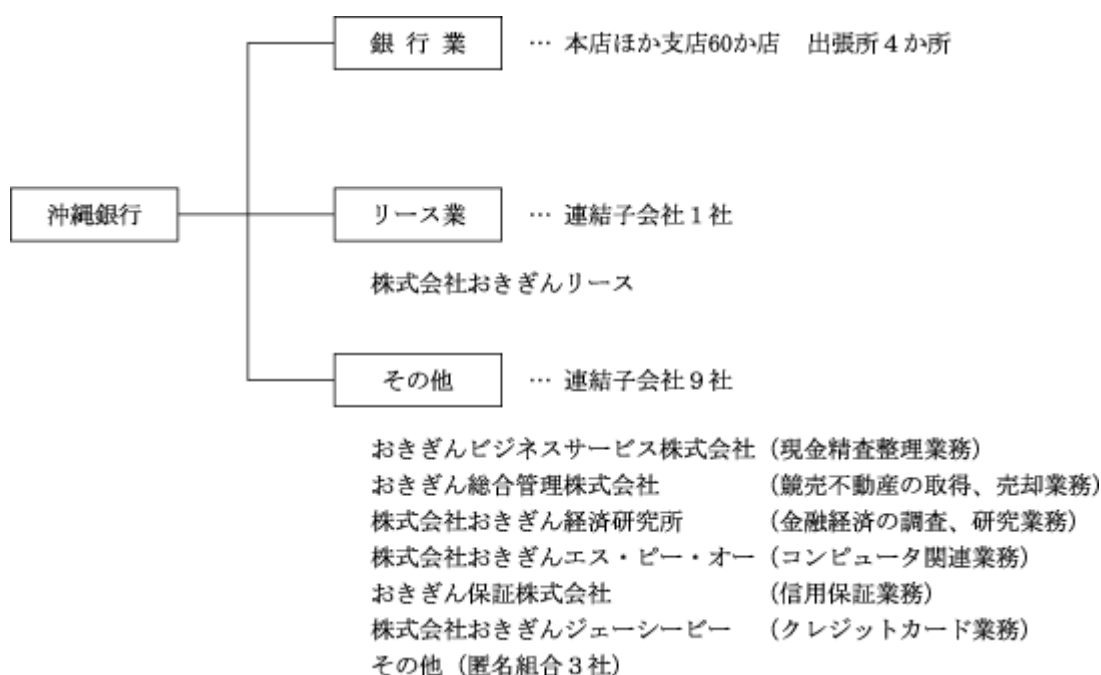 銀行業 … 本店ほか支店60か店 出張所4か所
沖縄銀行
リース業 … 連結子会社1社
株式会社おきぎんリース
その他 … 連結子会社9社
おきぎんビジネスサービス株式会社(現金精査整理業務)
おきぎん総合管理株式会社 (競売不動産の取得、売却業務)
株式会社おきぎん経済研究所 (金融経済の調査、研究業務)
株式会社おきぎんエス・ピー・オー(コンピュータ関連業務)
おきぎん保証株式会社 (信用保証業務)
株式会社おきぎんジェーシービー (クレジットカード業務)
その他(匿名組合3社)